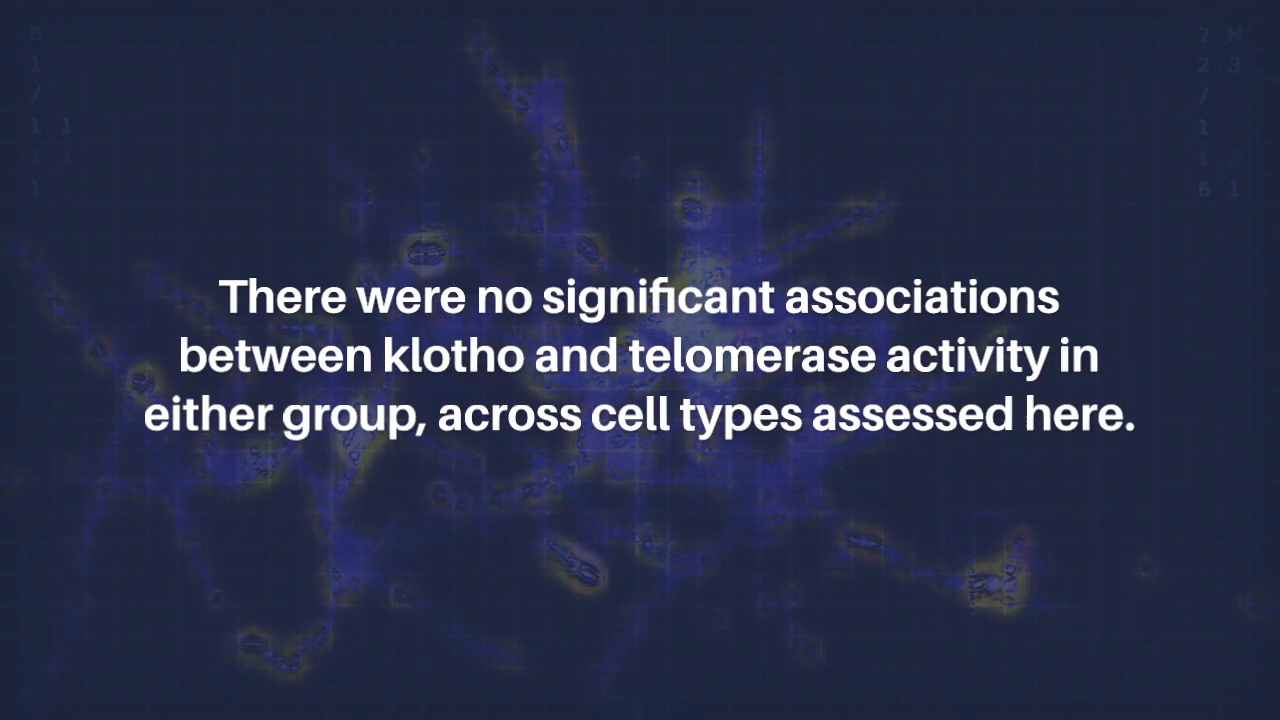 There were no significant associations
between klotho and telomerase activity in
either group, across cell types assessed here.